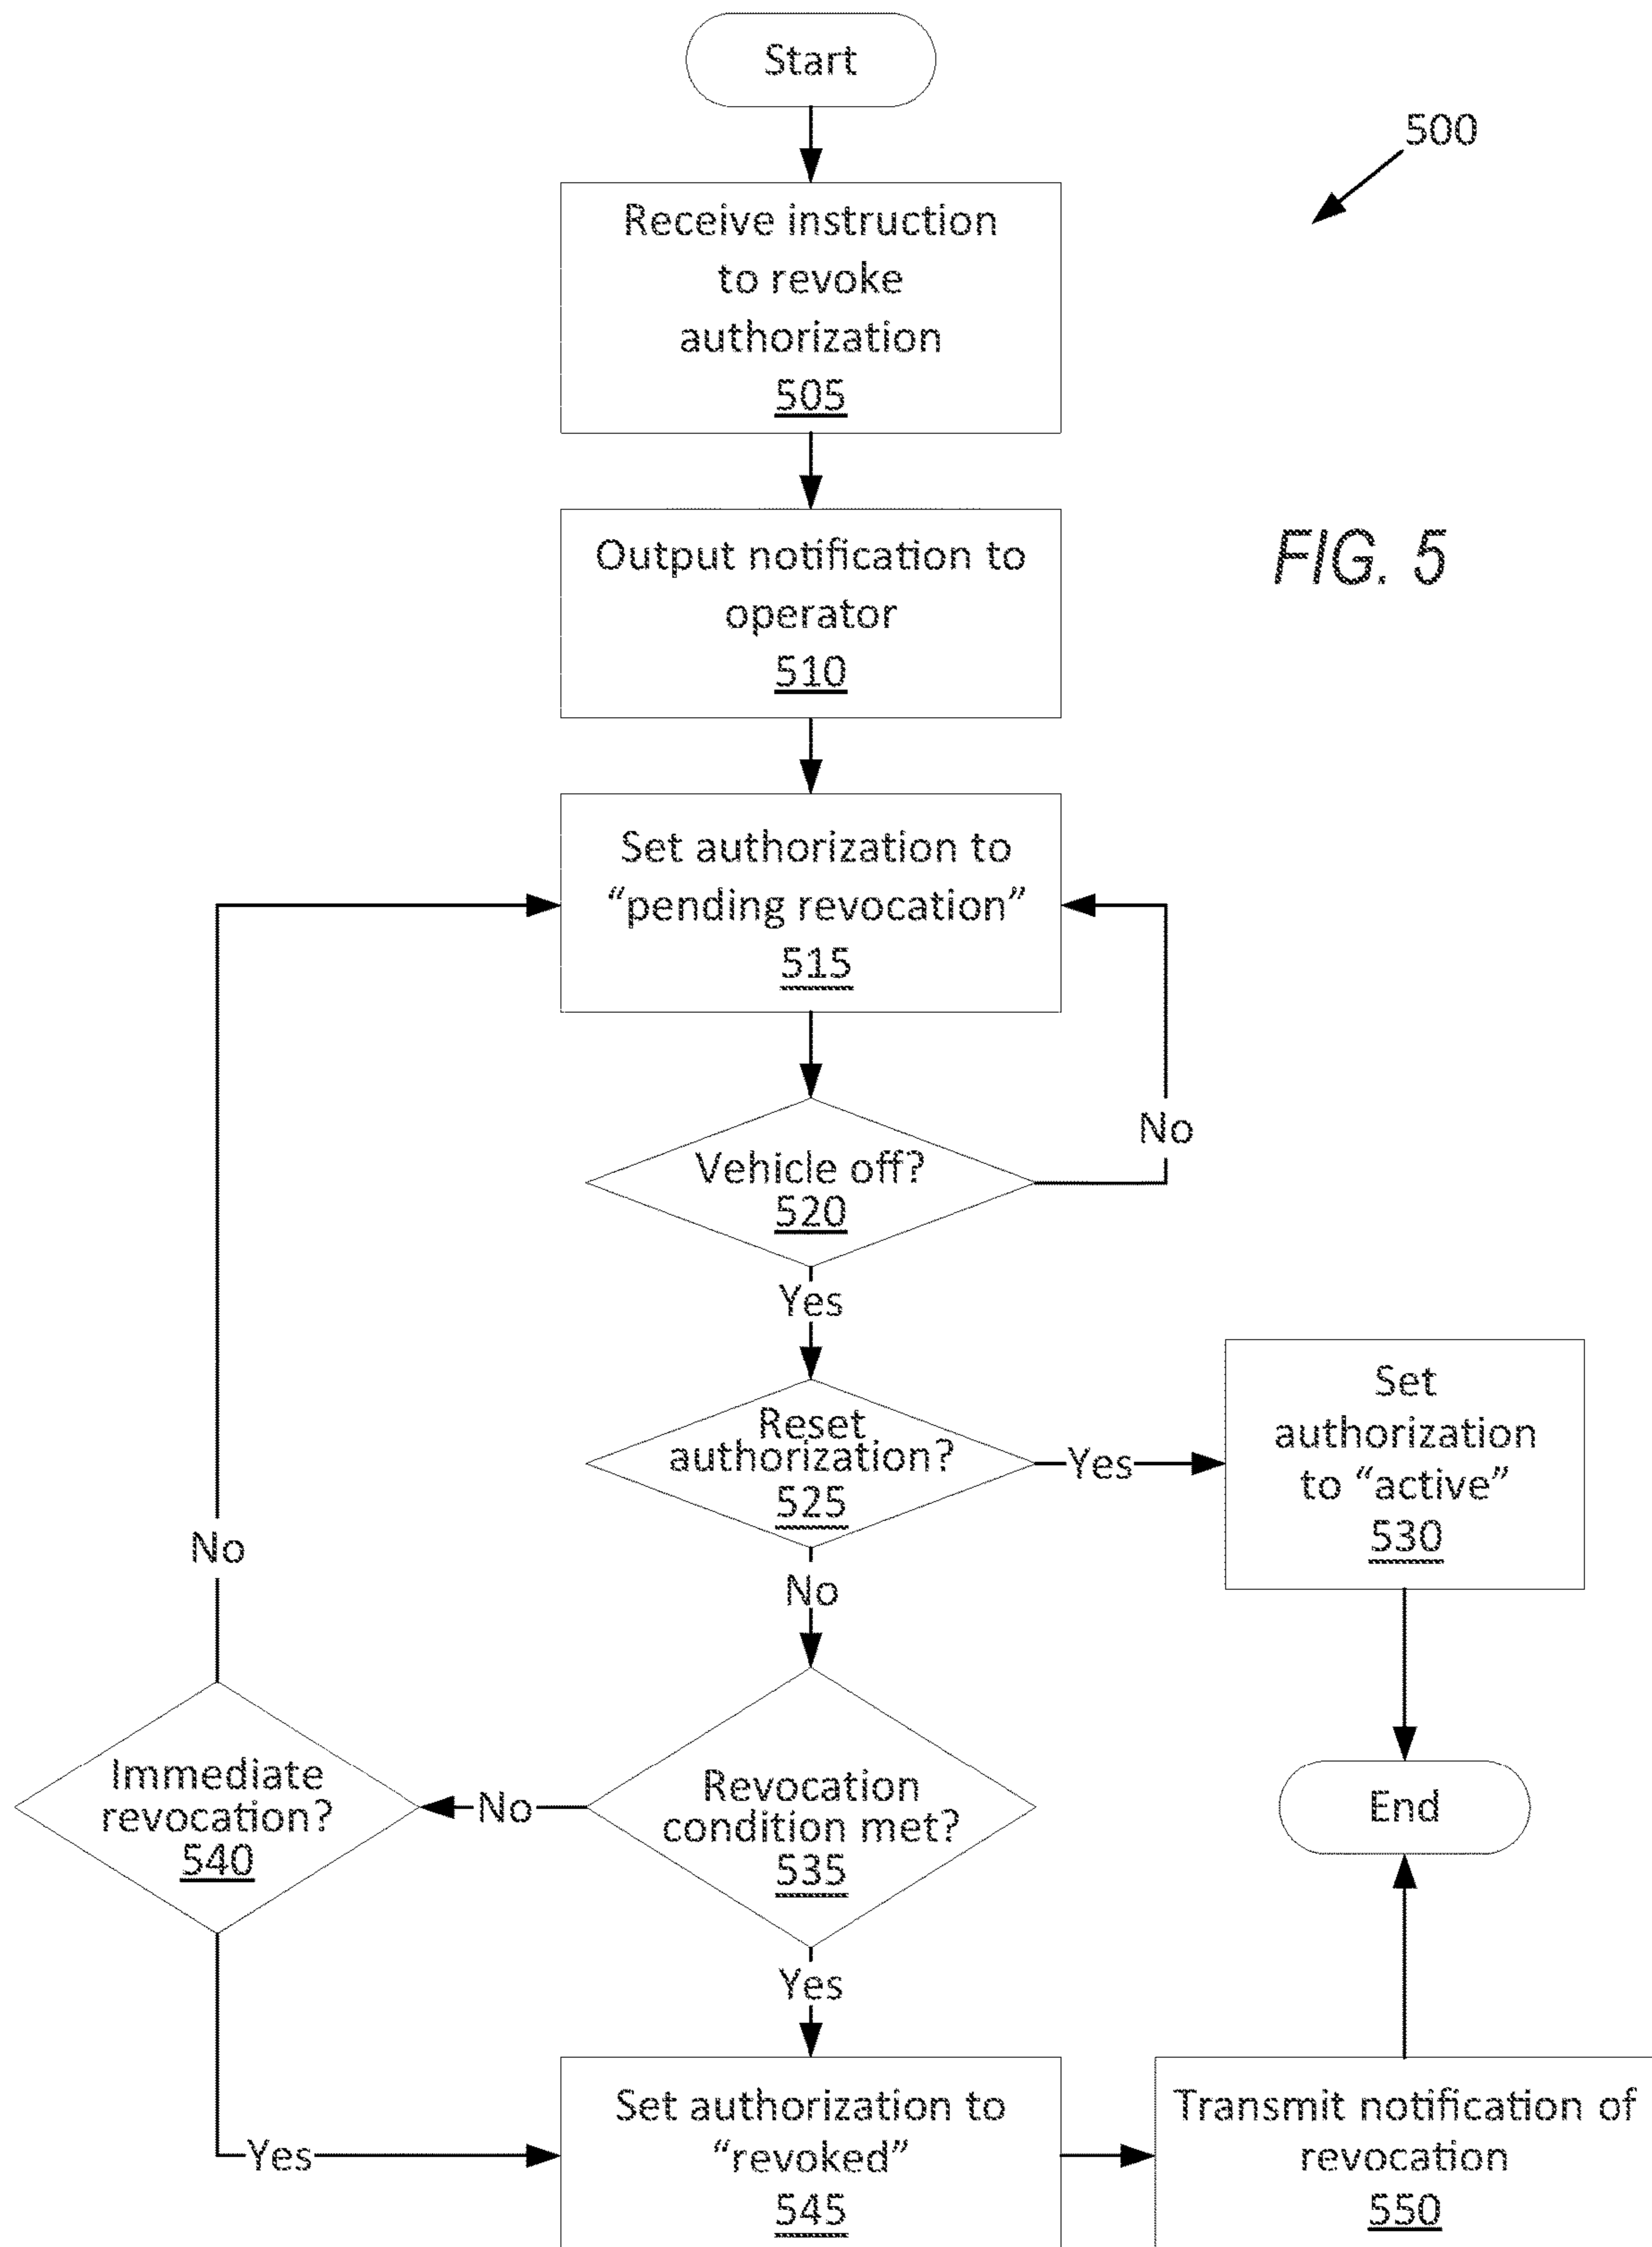 Start
500
Receive instruction
to revoke
authorization
505
Output notification to
operator
510
FIG. 5
Set authorization to
“pending revocation”
515
No
Vehicle off?
520
Yes
Reset
authorization?
525
Yes
Set
authorization
to “active”
530
No
No
Immediate
revocation?
540
No
Revocation
condition met?
535
End
Yes
Yes
Set authorization to
“revoked”
545
Transmit notification of
revocation
550